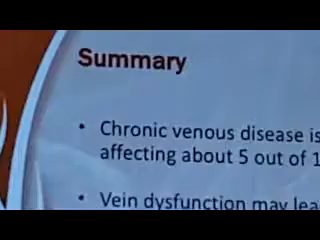 Summary
• Chronic venous disease is
affecting about 5 out of 1
• Vein dysfunction may lea